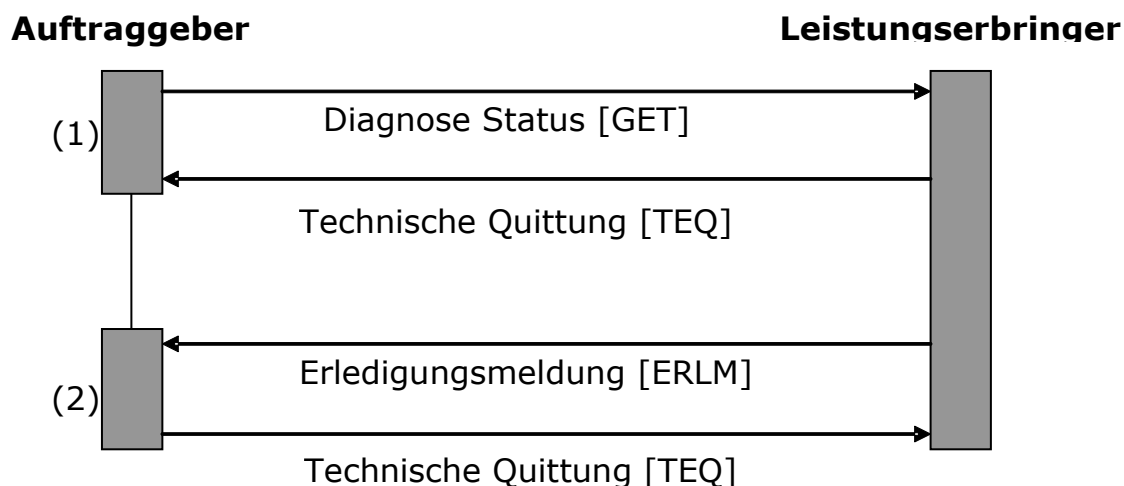 Auftraggeber
Leistungserbringer
Diagnose Status [GET]
(1)
Technische Quittung [TEQ]
Erledigungsmeldung [ERLM]
(2)
Technische Quittung [TEQ]